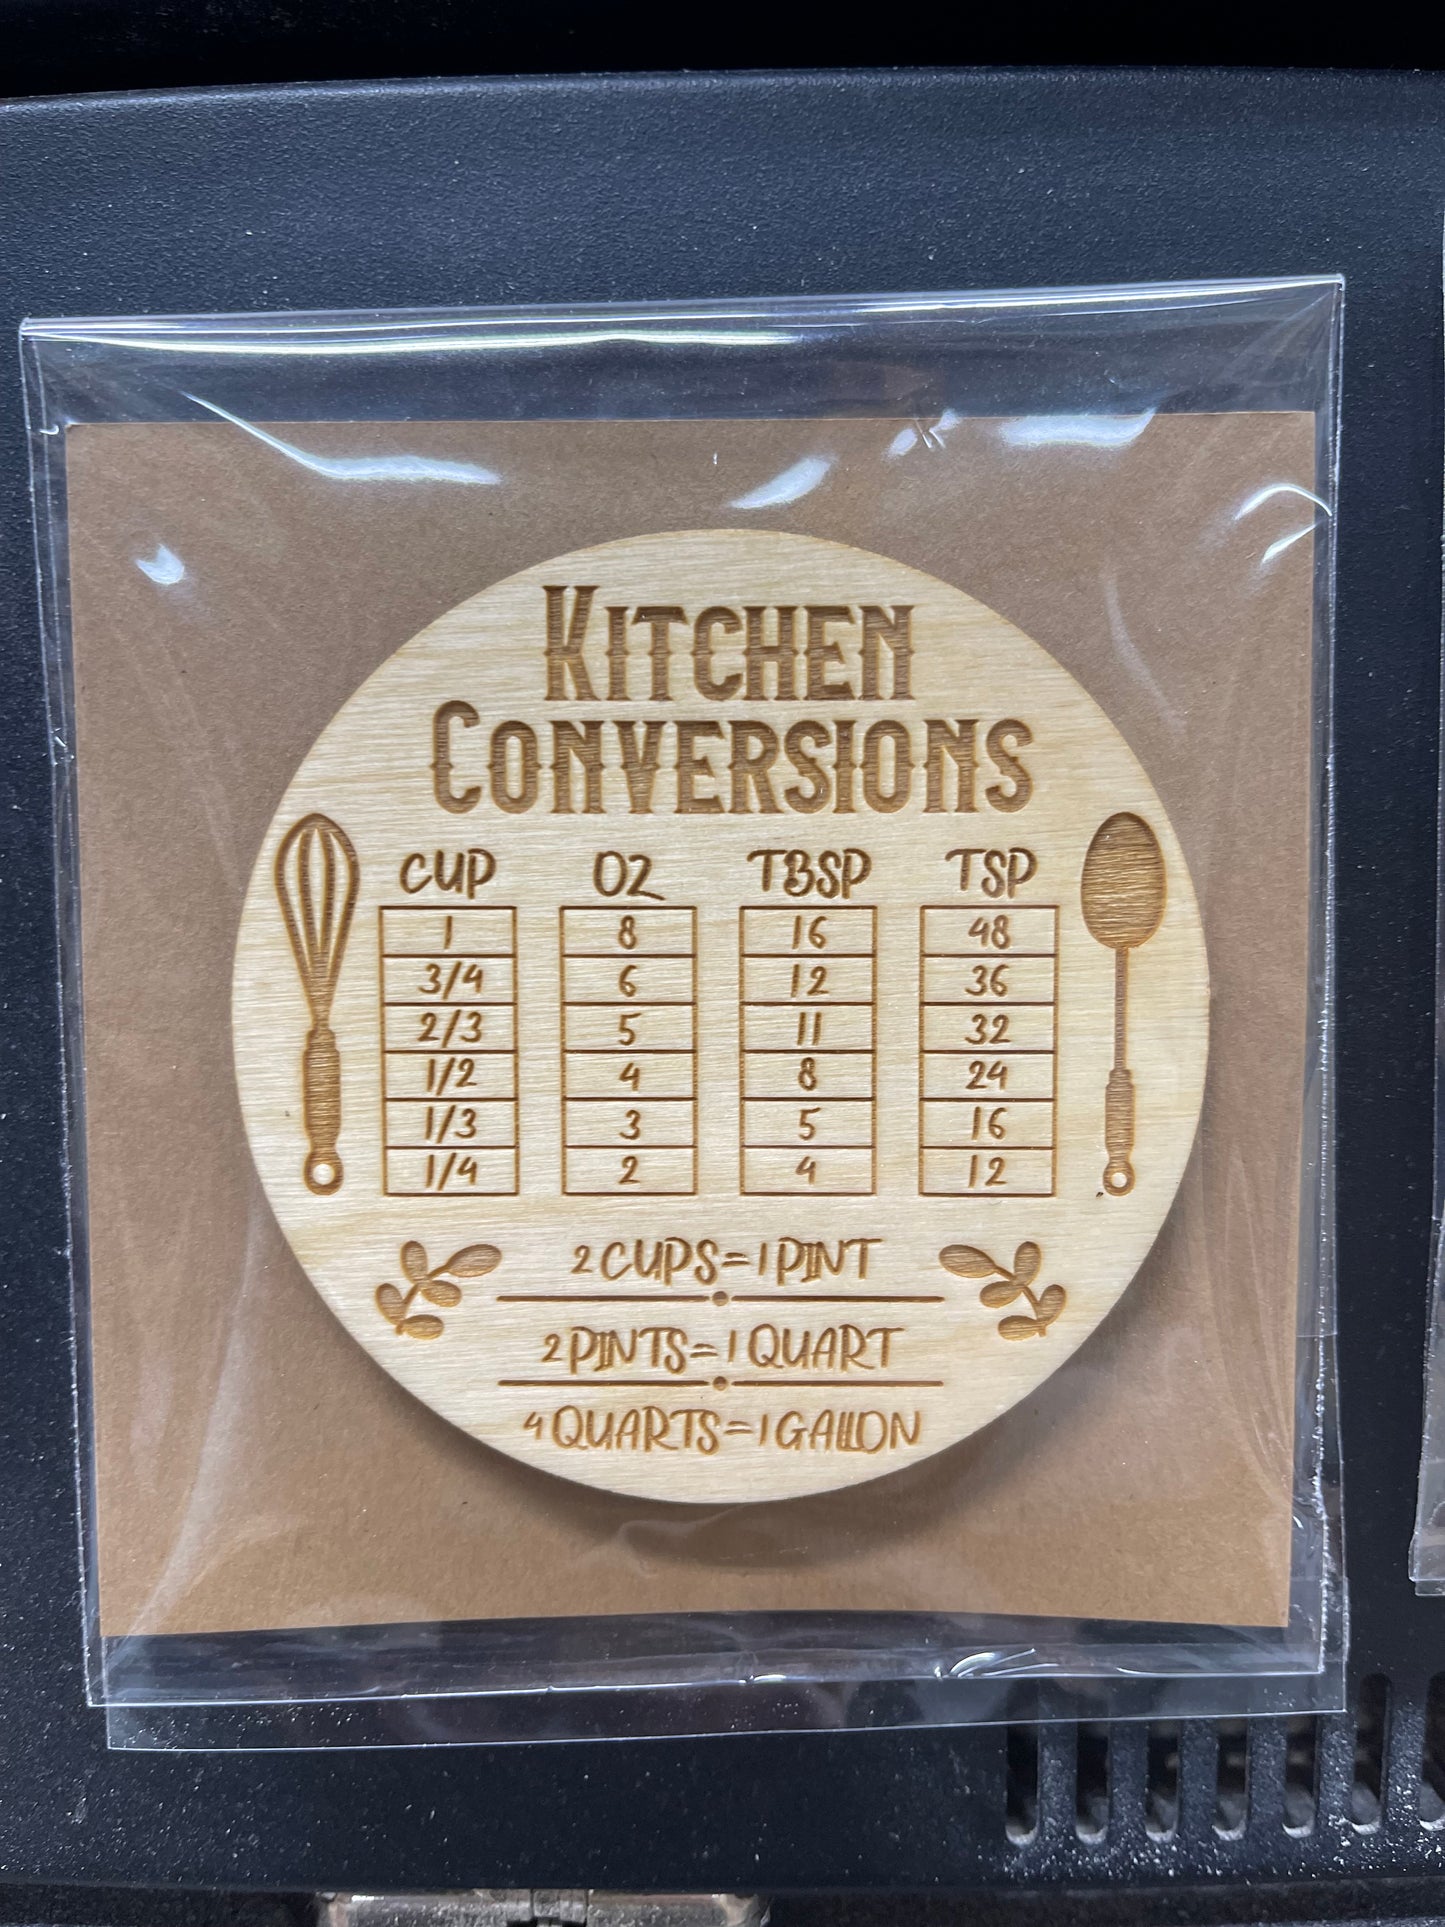 KITCHEN
CONVERSIONS
CUP OZ TBSP TSP
1 8 16 48
3/4 6 12 36
2/3 5 11 32
1/2 4 8 24
1/3 3 5 16
1/4 2 4 12
2 CUPS=1 PINT
2 PINTS=1 QUART
4 QUARTS=1 GALLON